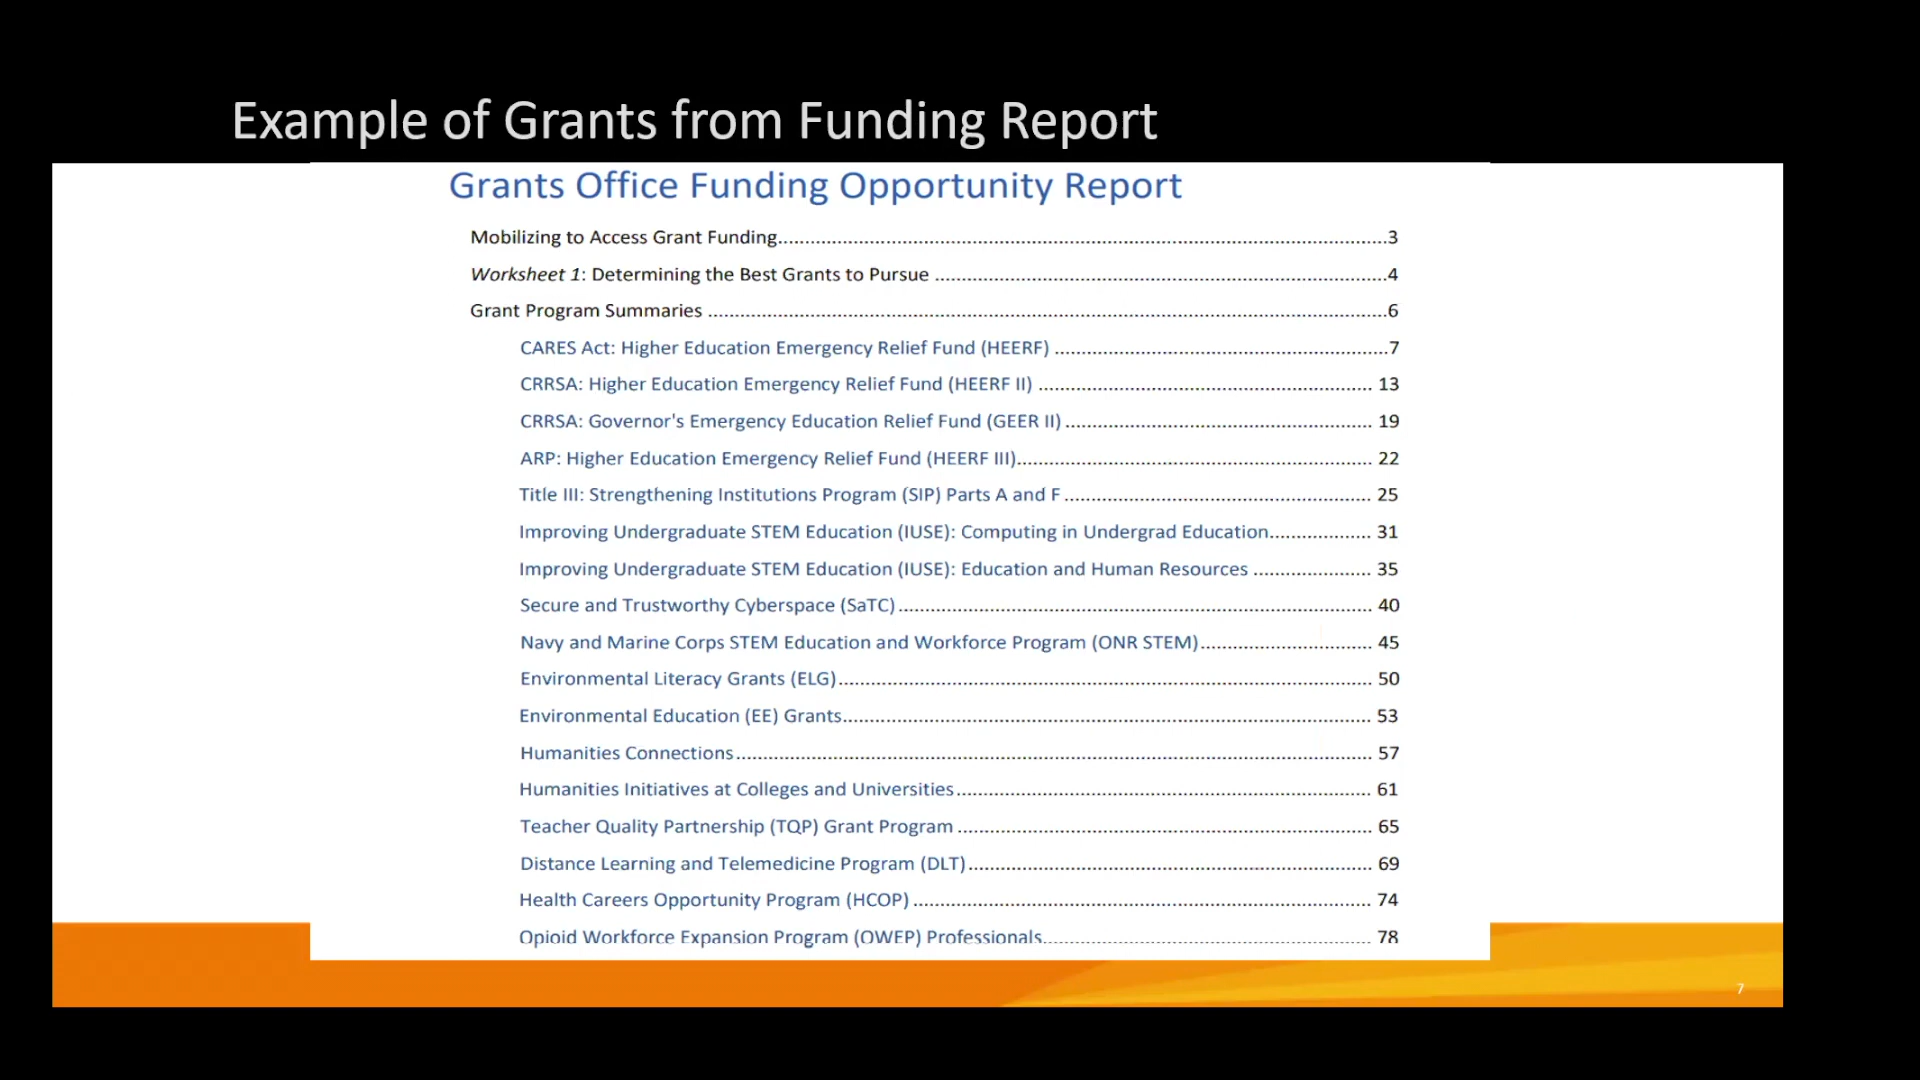 Example of Grants from Funding Report
Grants Office Funding Opportunity Report
Mobilizing to Access Grant Funding 3
Worksheet 1: Determining the Best Grants to Pursue 4
Grant Program Summaries 6
CARES Act: Higher Education Emergency Relief Fund (HEERF) 7
CRRSA: Higher Education Emergency Relief Fund (HEERF II) 13
CRRSA: Governor's Emergency Education Relief Fund (GEER II) 19
ARP: Higher Education Emergency Relief Fund (HEERF III) 22
Title III: Strengthening Institutions Program (SIP) Parts A and F 25
Improving Undergraduate STEM Education (IUSE): Computing in Undergrad Education 31
Improving Undergraduate STEM Education (IUSE): Education and Human Resources 35
Secure and Trustworthy Cyberspace (SaTC) 40
Navy and Marine Corps STEM Education and Workforce Program (ONR STEM) 45
Environmental Literacy Grants (ELG) 50
Environmental Education (EE) Grants 53
Humanities Connections 57
Humanities Initiatives at Colleges and Universities 61
Teacher Quality Partnership (TQP) Grant Program 65
Distance Learning and Telemedicine Program (DLT) 69
Health Careers Opportunity Program (HCOP) 74
Opioid Workforce Expansion Program (OWEP) Professionals 78
7